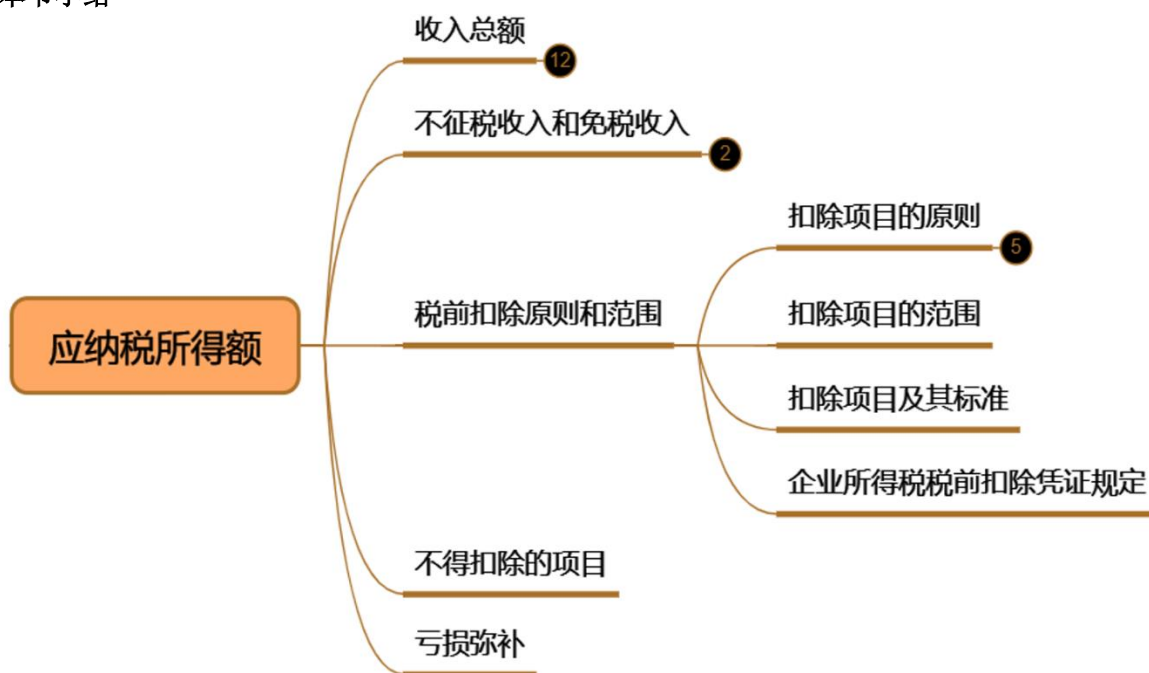 收入总额
12
不征税收入和免税收入
2
税前扣除原则和范围
扣除项目的原则
5
扣除项目的范围
扣除项目及其标准
企业所得税税前扣除凭证规定
应纳税所得额
不得扣除的项目
亏损弥补